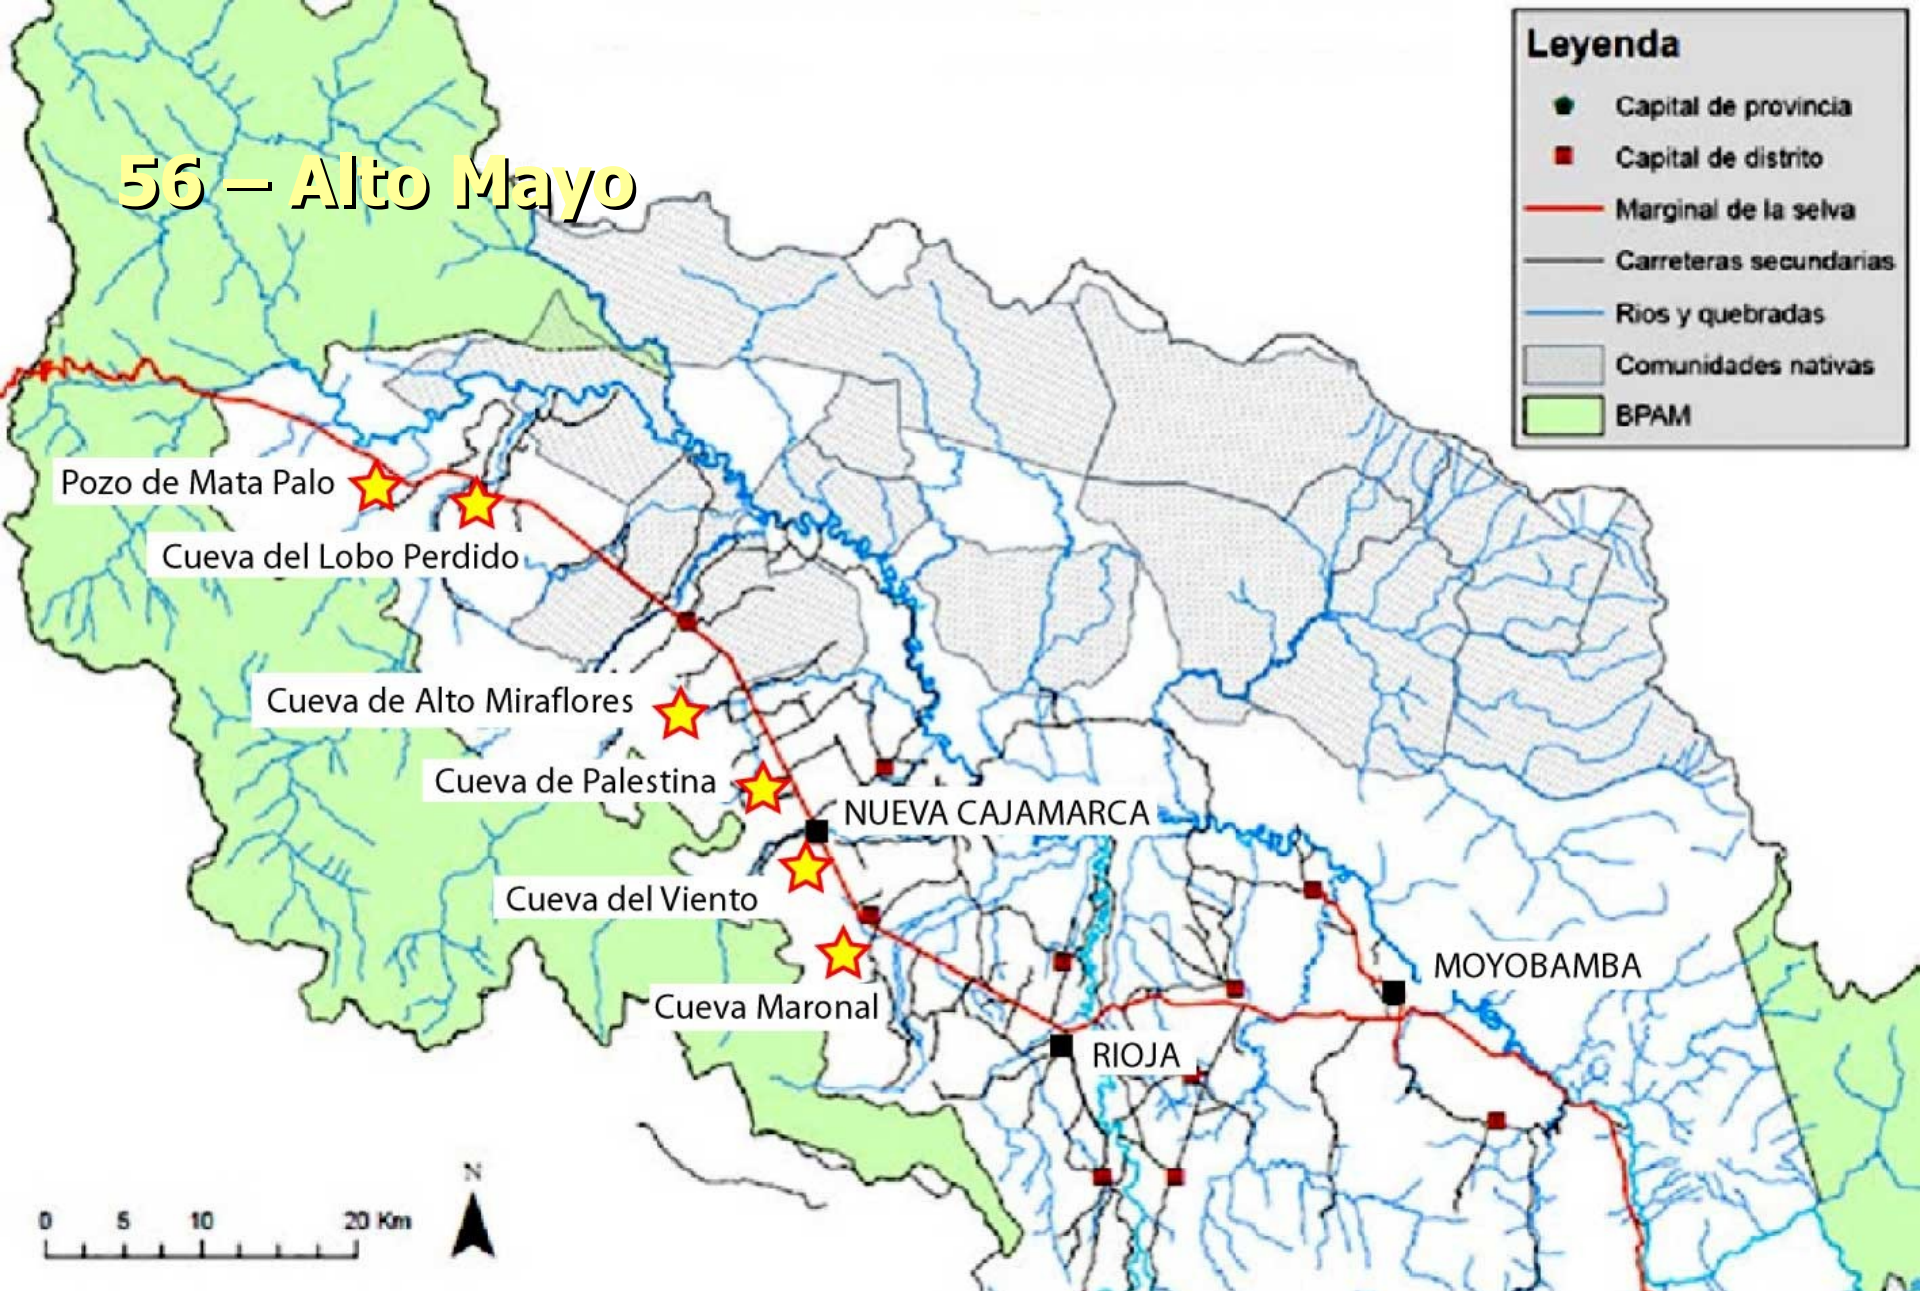 56 – Alto Mayo
Leyenda
Capital de provincia
Capital de distrito
Marginal de la selva
Carreteras secundarias
Rios y quebradas
Comunidades nativas
BPAM
Pozo de Mata Palo
Cueva del Lobo Perdido
Cueva de Alto Miraflores
Cueva de Palestina
NUEVA CAJAMARCA
Cueva del Viento
MOYOBAMBA
Cueva Maronal
RIOJA
N
0 5 10 20 Km